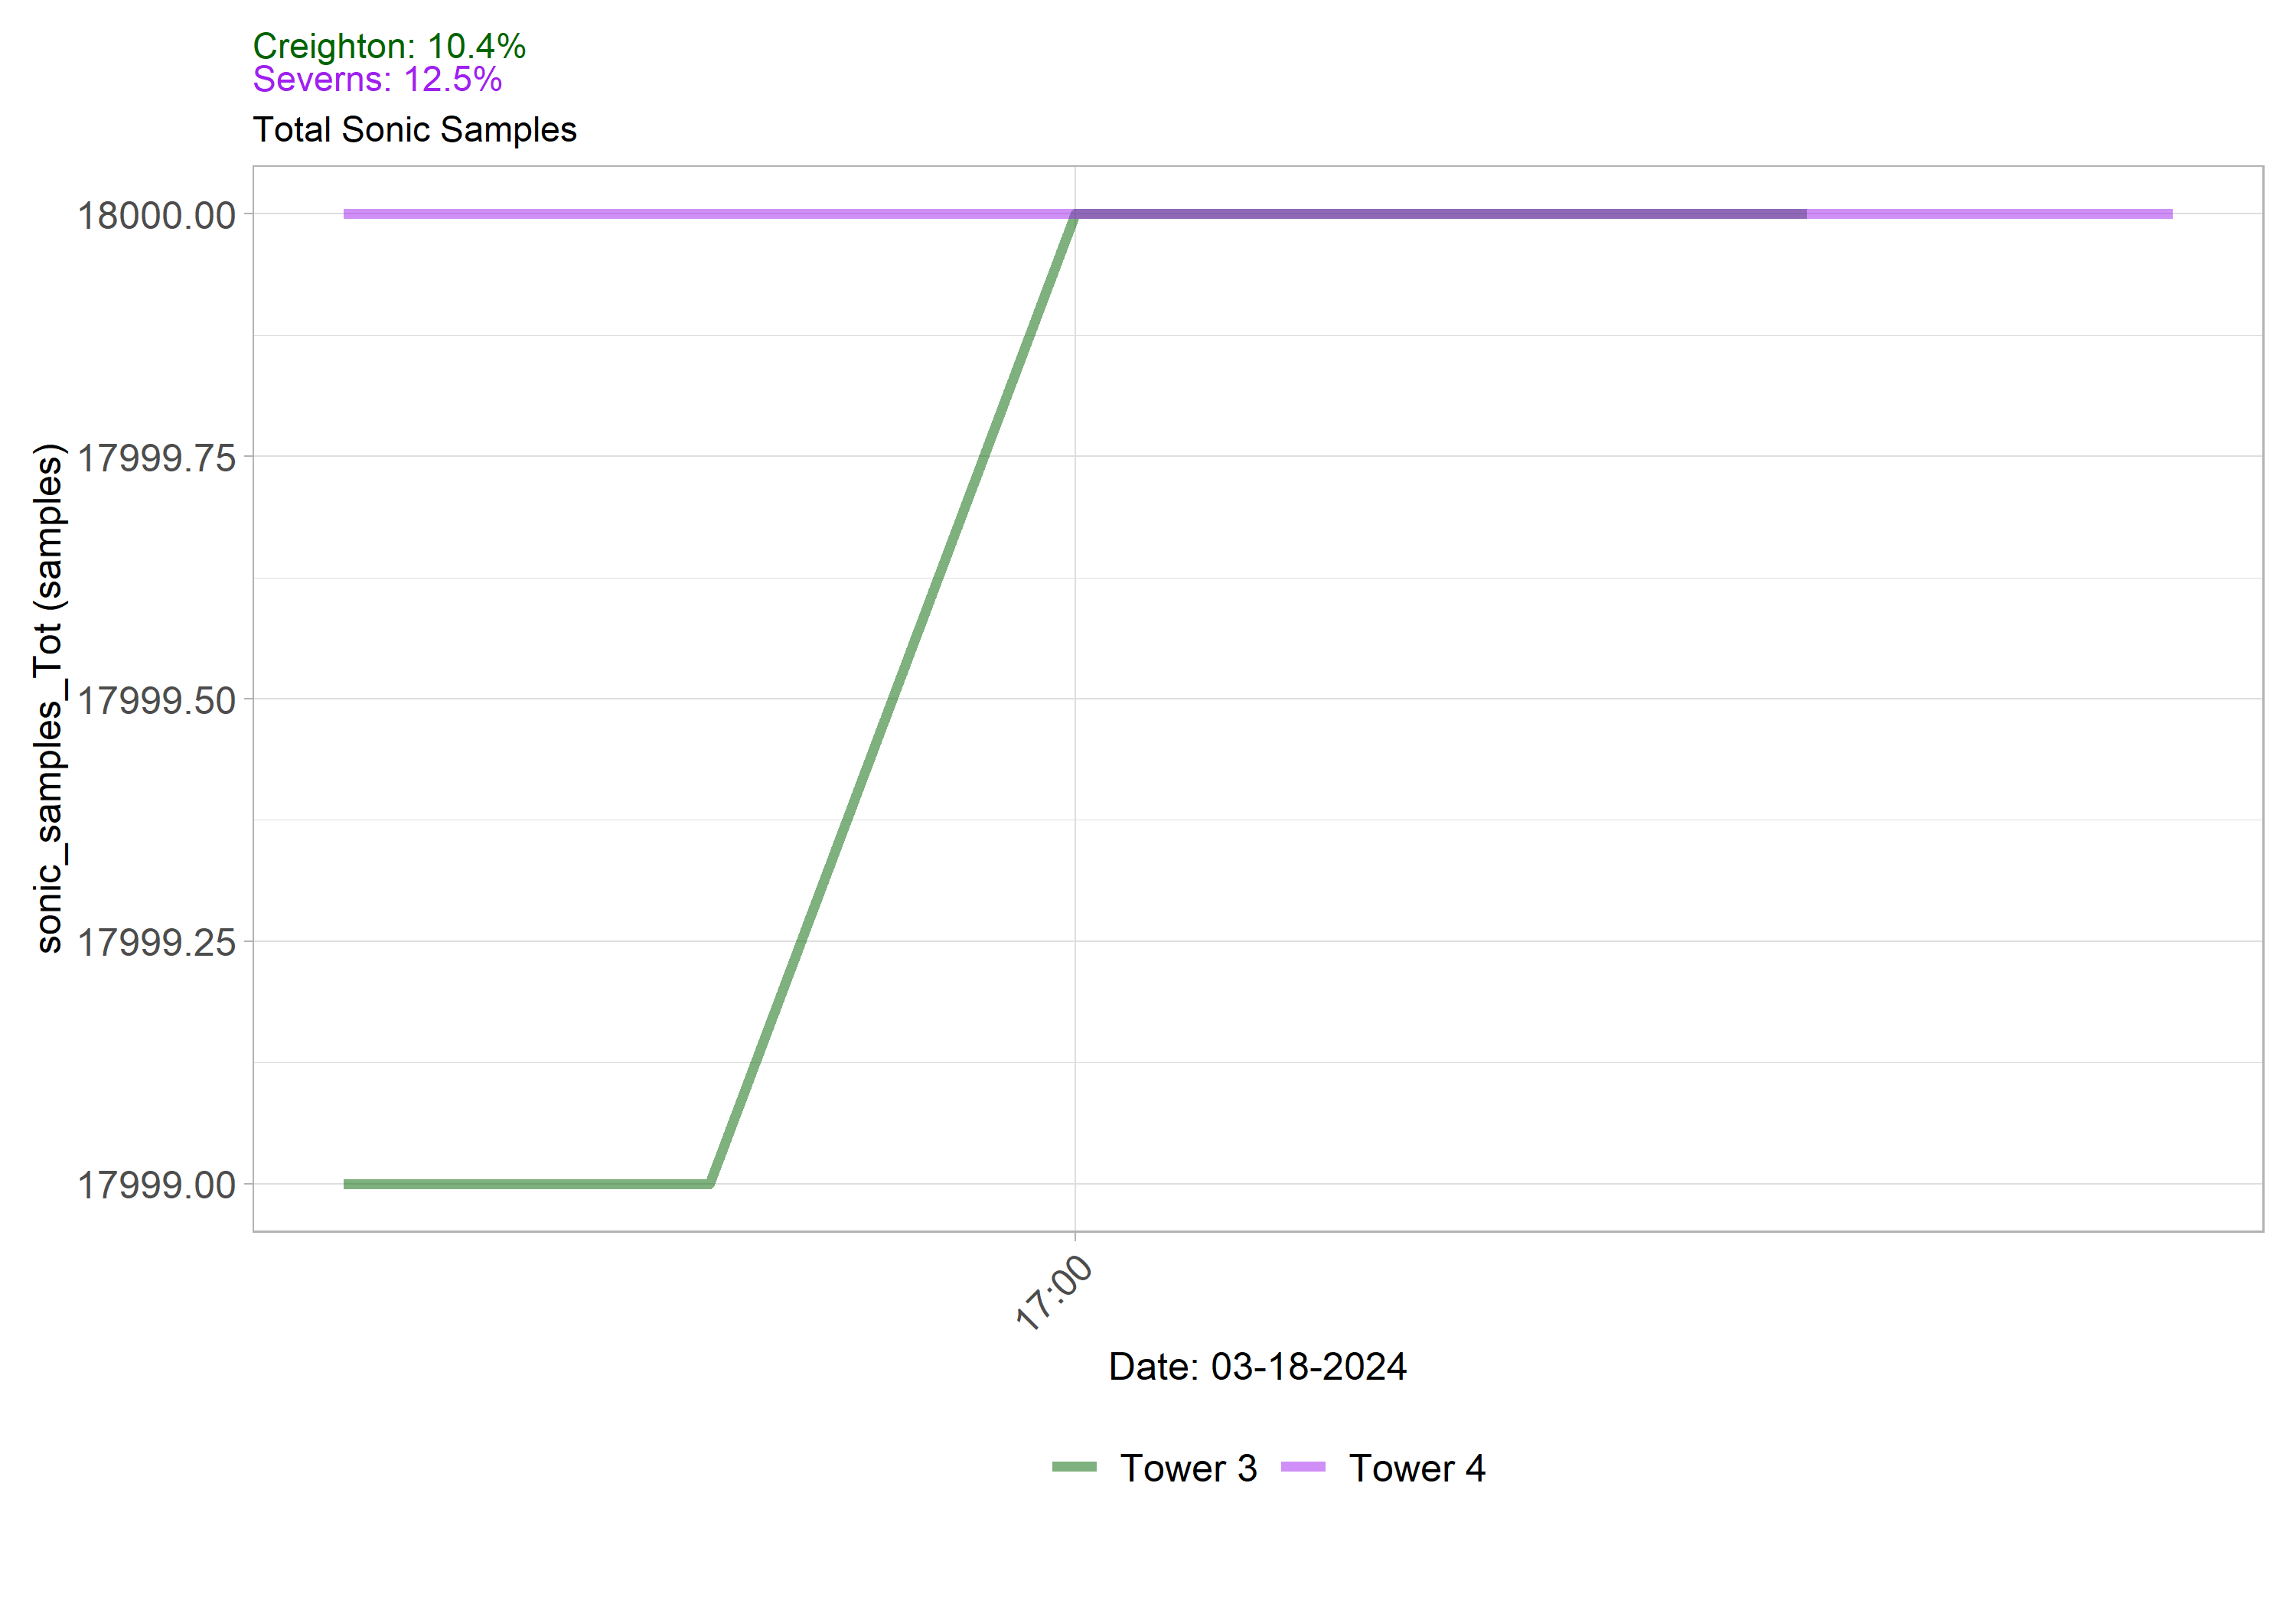 Creighton: 10.4%
Severns: 12.5%
Total Sonic Samples
sonic_samples_Tot (samples)
18000.00
17999.75
17999.50
17999.25
17999.00
17:00
Date: 03-18-2024
Tower 3 Tower 4